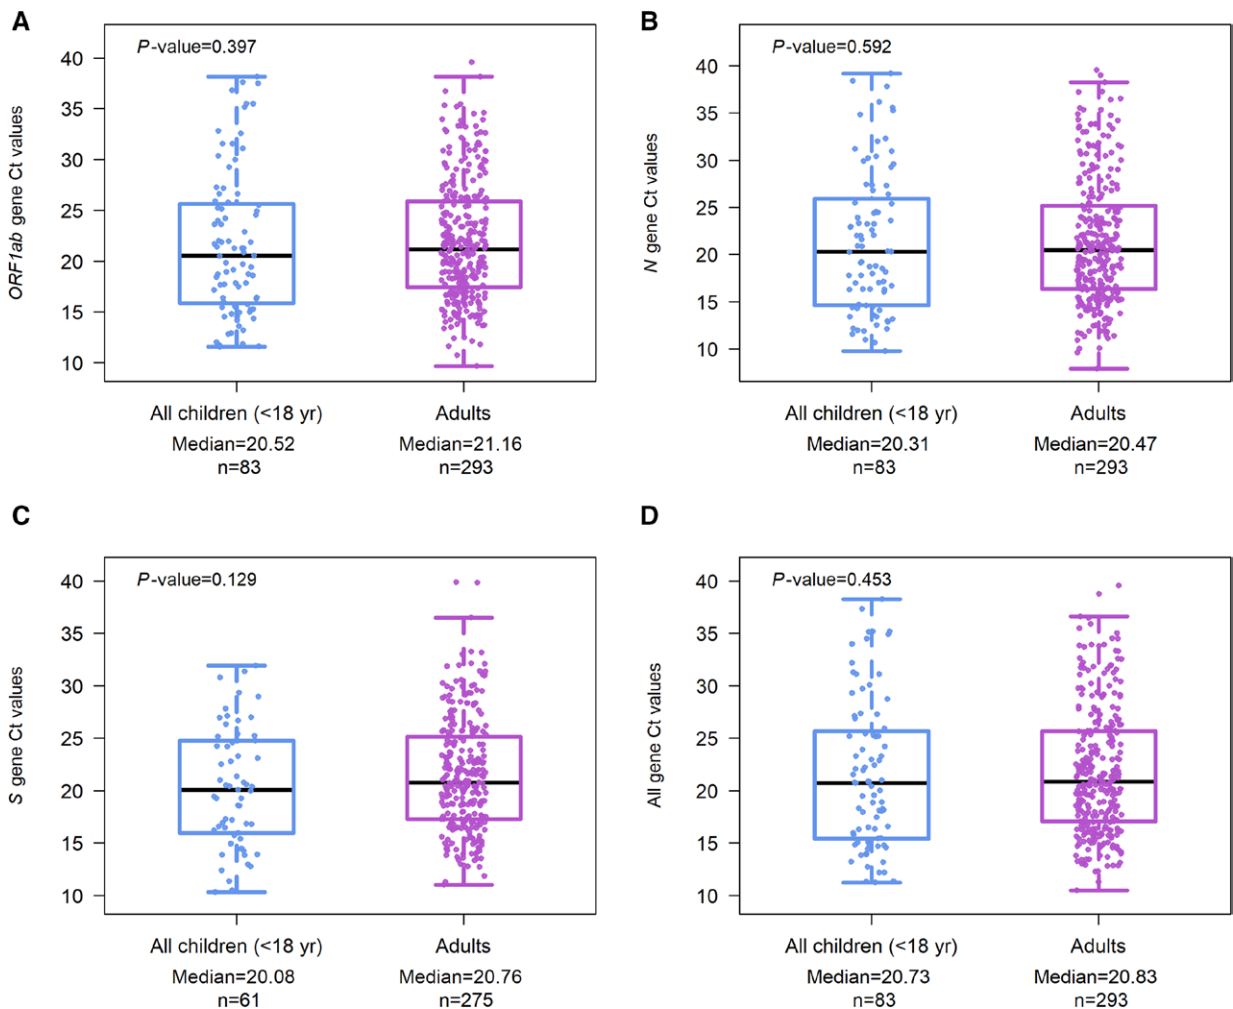 A
P-value=0.397
ORF1ab gene Ct values
40
35
30
25
20
15
10
All children (<18 yr)
Adults
Median=20.52
Median=21.16
n=83
n=293
B
P-value=0.592
N gene Ct values
40
35
30
25
20
15
10
All children (<18 yr)
Adults
Median=20.31
Median=20.47
n=83
n=293
C
P-value=0.129
S gene Ct values
40
35
30
25
20
15
10
All children (<18 yr)
Adults
Median=20.08
Median=20.76
n=61
n=275
D
P-value=0.453
All gene Ct values
40
35
30
25
20
15
10
All children (<18 yr)
Adults
Median=20.73
Median=20.83
n=83
n=293